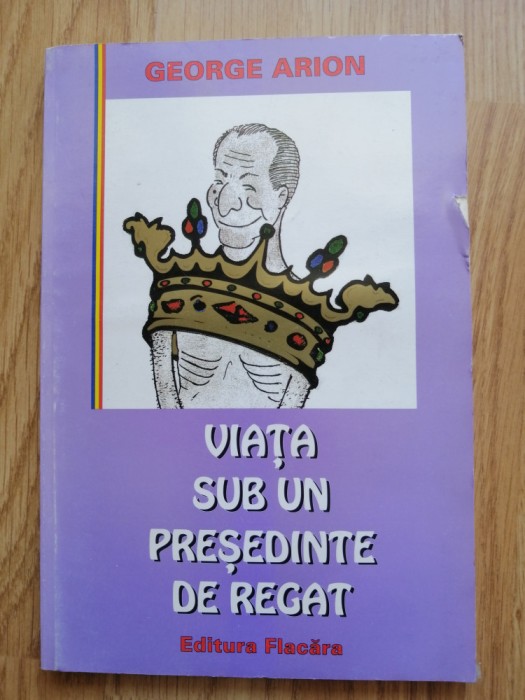 GEORGE ARION
VIAȚA
SUB UN
PREȘEDINTE
DE REGAT
Editura Flacăra